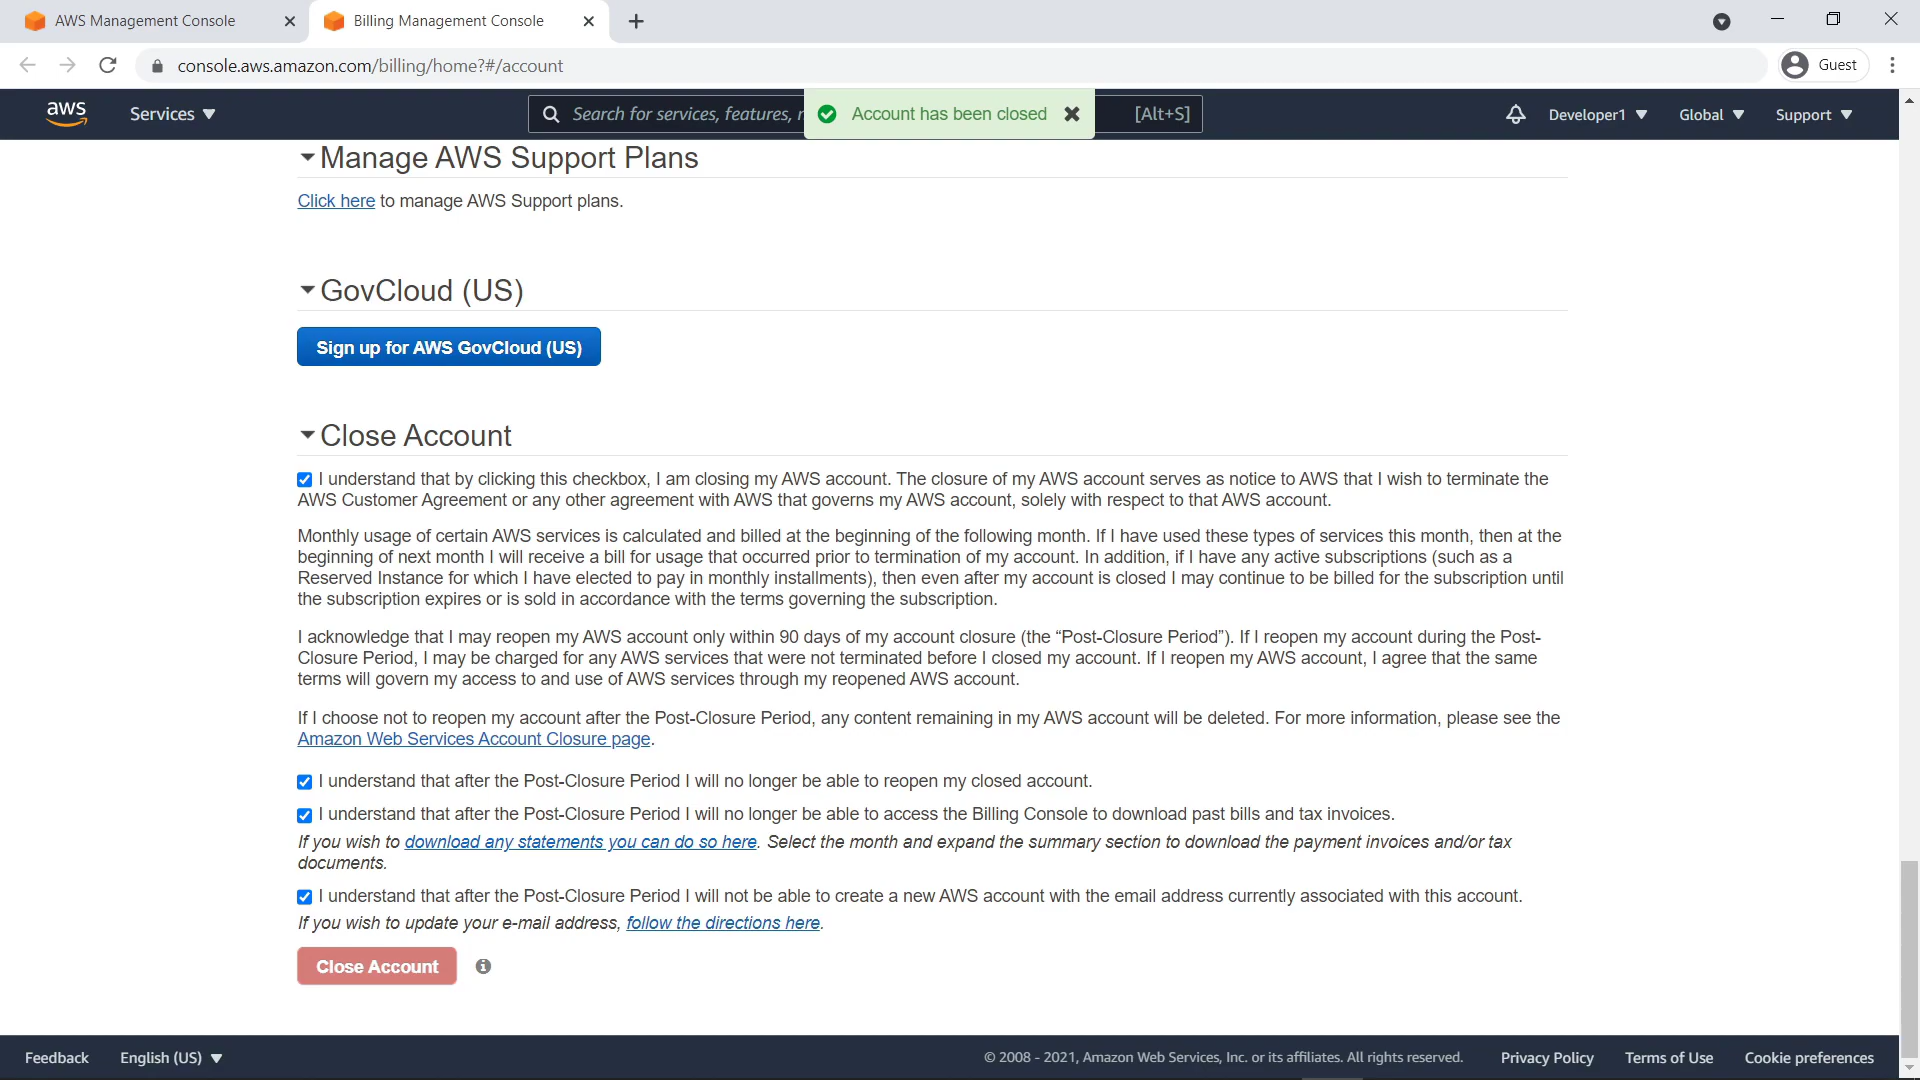 AWS Management Console
Billing Management Console
console.aws.amazon.com/billing/home?#/account
Guest
aws
Services
Search for services, features,
Account has been closed
[Alt+S]
Developer1
Global
Support
Manage AWS Support Plans
Click here to manage AWS Support plans.
GovCloud (US)
Sign up for AWS GovCloud (US)
Close Account
I understand that by clicking this checkbox, I am closing my AWS account. The closure of my AWS account serves as notice to AWS that I wish to terminate the
AWS Customer Agreement or any other agreement with AWS that governs my AWS account, solely with respect to that AWS account.
Monthly usage of certain AWS services is calculated and billed at the beginning of the following month. If I have used these types of services this month, then at the
beginning of next month I will receive a bill for usage that occurred prior to termination of my account. In addition, if I have any active subscriptions (such as a
Reserved Instance for which I have elected to pay in monthly installments), then even after my account is closed I may continue to be billed for the subscription until
the subscription expires or is sold in accordance with the terms governing the subscription.
I acknowledge that I may reopen my AWS account only within 90 days of my account closure (the “Post-Closure Period”). If I reopen my account during the Post-
Closure Period, I may be charged for any AWS services that were not terminated before I closed my account. If I reopen my AWS account, I agree that the same
terms will govern my access to and use of AWS services through my reopened AWS account.
If I choose not to reopen my account after the Post-Closure Period, any content remaining in my AWS account will be deleted. For more information, please see the
Amazon Web Services Account Closure page.
I understand that after the Post-Closure Period I will no longer be able to reopen my closed account.
I understand that after the Post-Closure Period I will no longer be able to access the Billing Console to download past bills and tax invoices.
If you wish to download any statements you can do so here. Select the month and expand the summary section to download the payment invoices and/or tax
documents.
I understand that after the Post-Closure Period I will not be able to create a new AWS account with the email address currently associated with this account.
If you wish to update your e-mail address, follow the directions here.
Close Account
Feedback
English (US)
© 2008 - 2021, Amazon Web Services, Inc. or its affiliates. All rights reserved.
Privacy Policy
Terms of Use
Cookie preferences